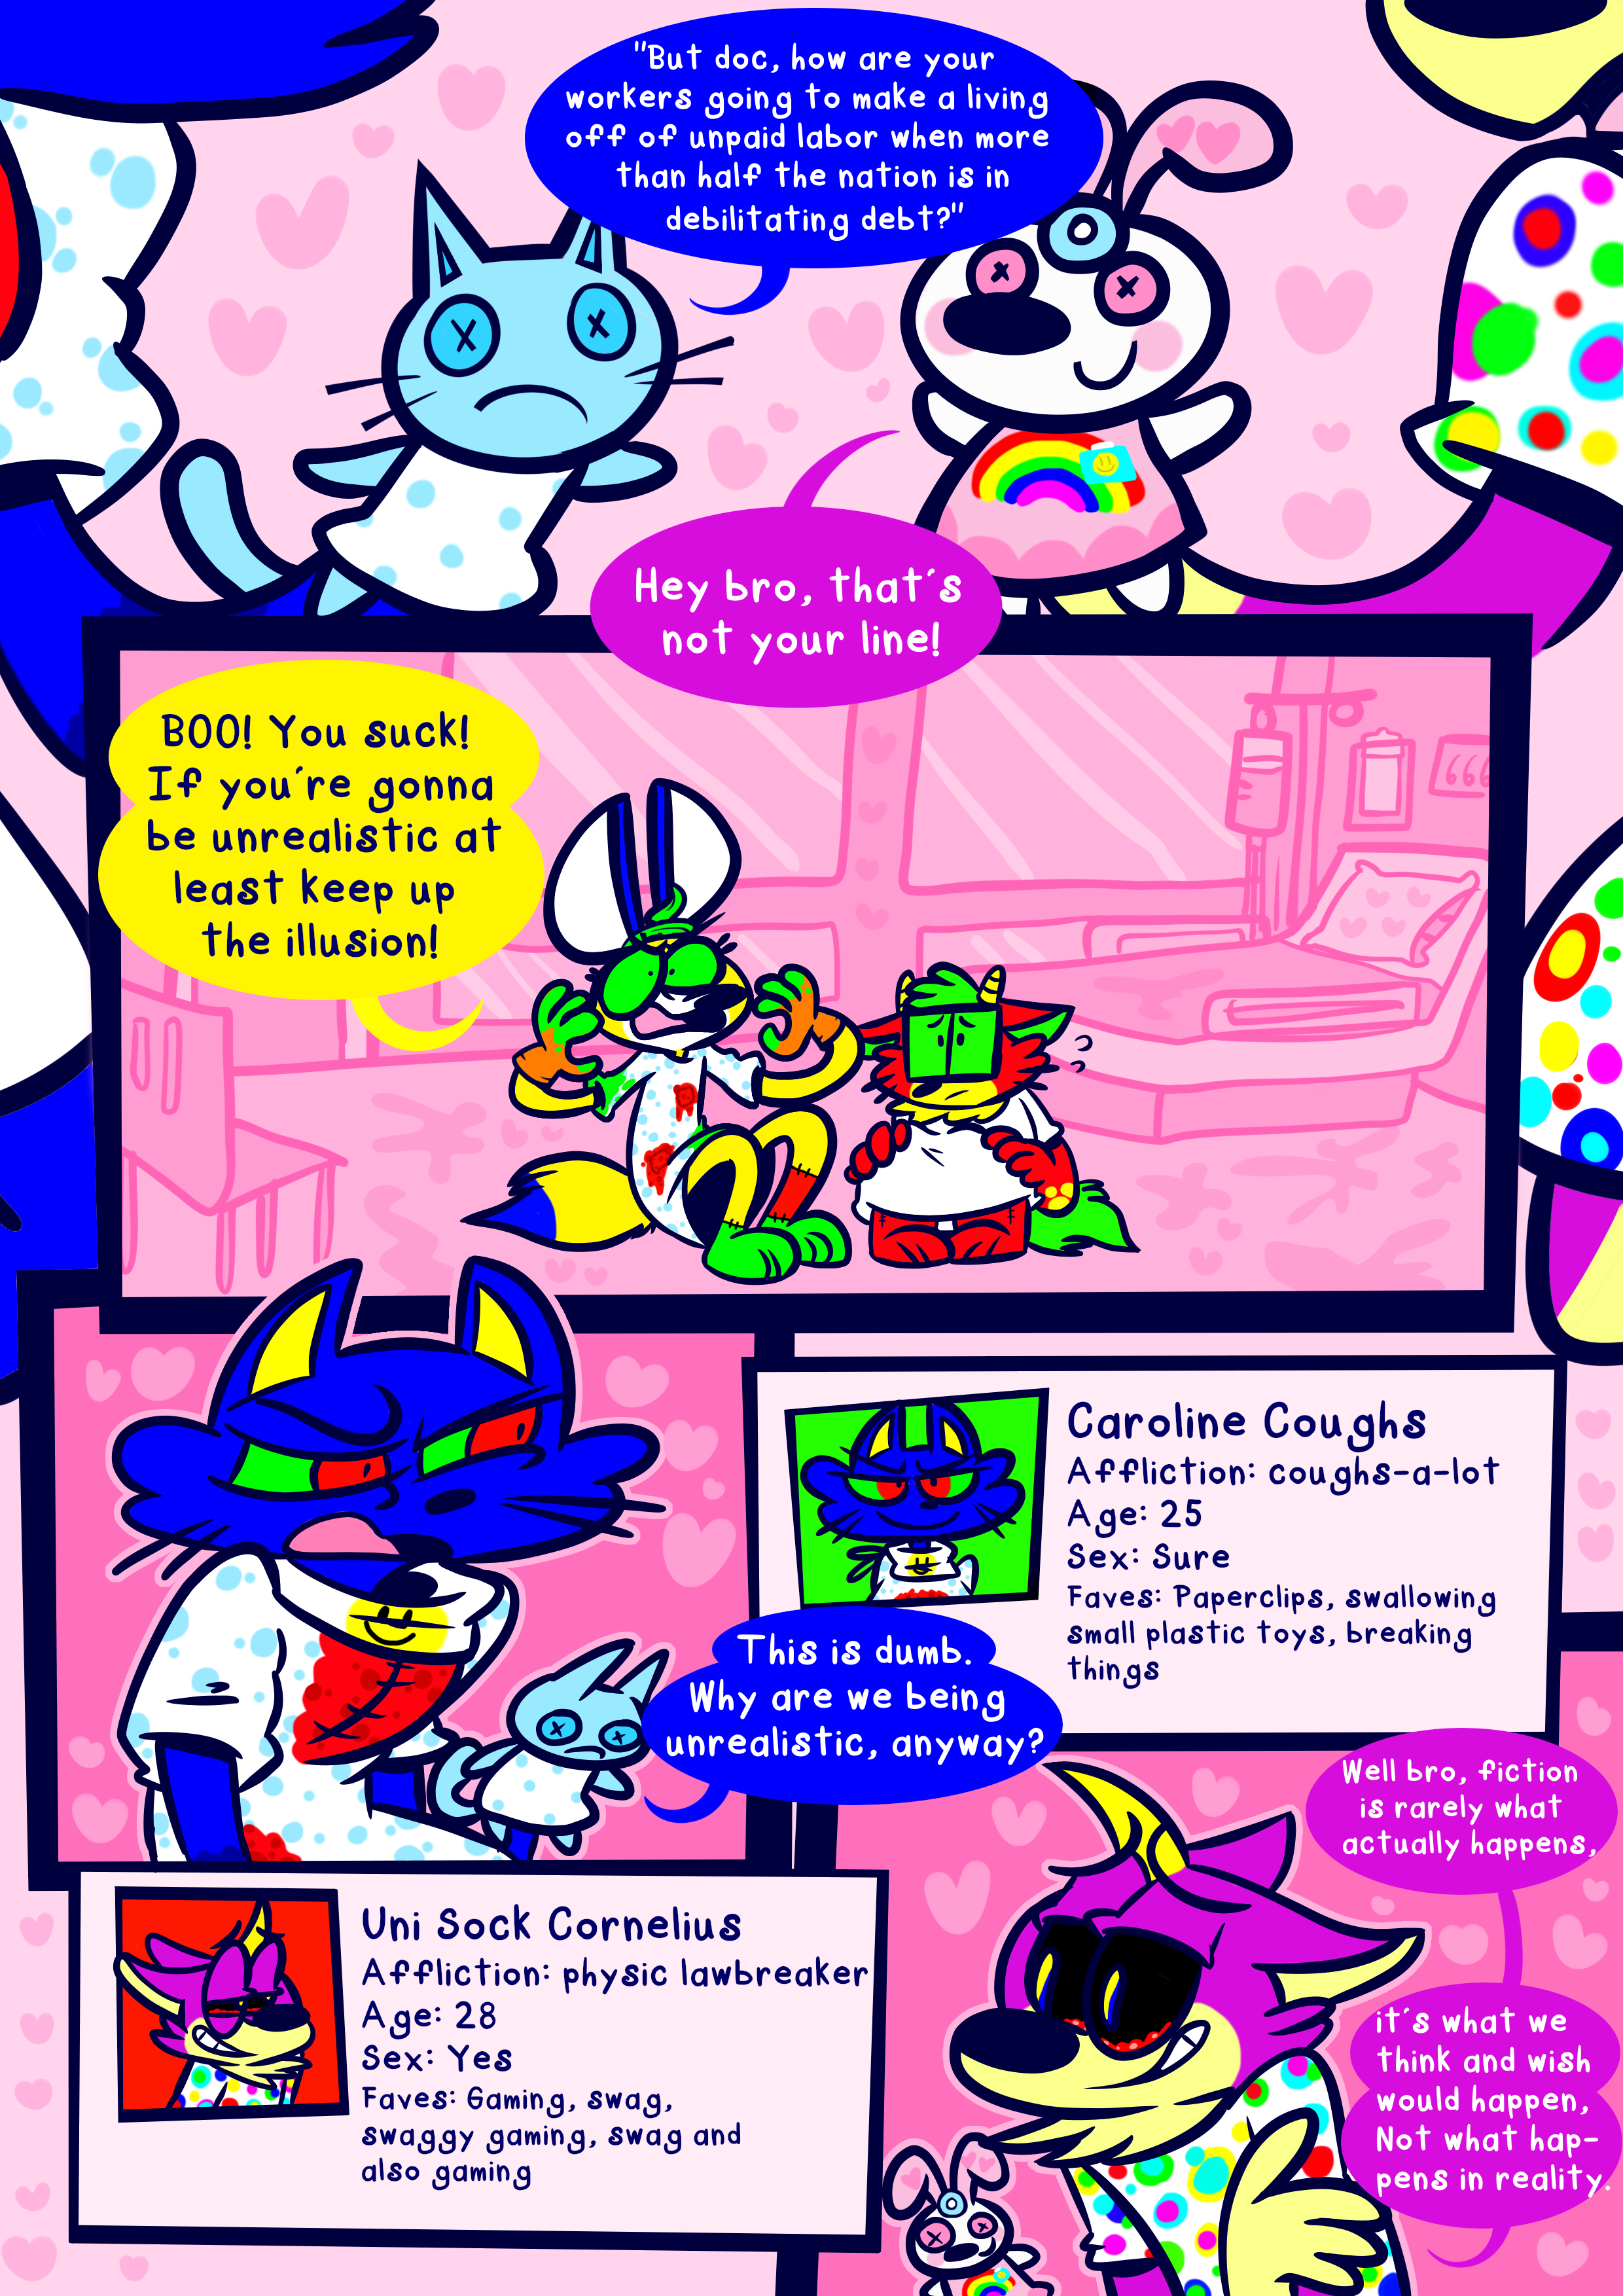 "But doc, how are your
workers going to make a living
off of unpaid labor when more
than half the nation is in
debilitating debt?"
Hey bro, that's
not your line!
BOO! You suck!
If you're gonna
be unrealistic at
least keep up
the illusion!
666
Caroline Coughs
Affliction: coughs-a-lot
Age: 25
Sex: Sure
Faves: Paperclips, swallowing
small plastic toys, breaking
things
This is dumb.
Why are we being
unrealistic, anyway?
Well bro, fiction
is rarely what
actually happens,
Uni Sock Cornelius
Affliction: physic lawbreaker
Age: 28
Sex: Yes
Faves: Gaming, swag,
swaggy gaming, swag and
also gaming
it's what we
think and wish
would happen,
Not what hap-
pens in reality.